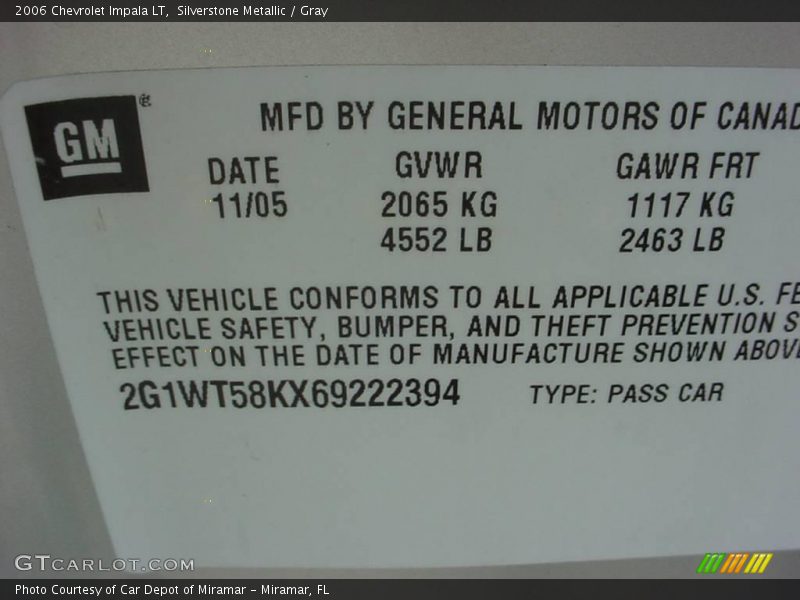 2006 Chevrolet Impala LT, Silverstone Metallic / Gray
GM ®
MFD BY GENERAL MOTORS OF CANAD
DATE GVWR GAWR FRT
11/05 2065 KG 1117 KG
4552 LB 2463 LB
THIS VEHICLE CONFORMS TO ALL APPLICABLE U.S. FE
VEHICLE SAFETY, BUMPER, AND THEFT PREVENTION S
EFFECT ON THE DATE OF MANUFACTURE SHOWN ABOVE
2G1WT58KX69222394 TYPE: PASS CAR
GTCARLOT.COM
Photo Courtesy of Car Depot of Miramar – Miramar, FL